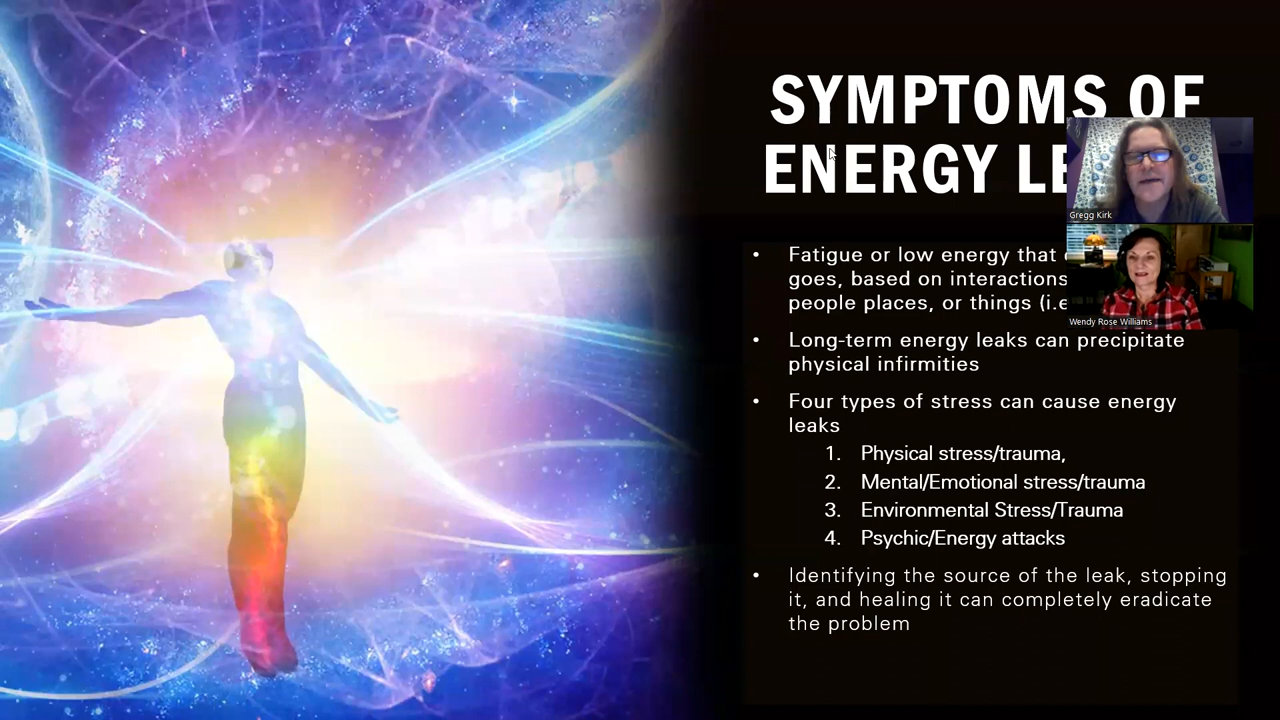 SYMPTOMS OF
ENERGY LE
Gregg Kirk
• Fatigue or low energy that
goes, based on interactions
people places, or things (i.e
Wendy Rose Williams
• Long-term energy leaks can precipitate
physical infirmities
• Four types of stress can cause energy
leaks
1. Physical stress/trauma,
2. Mental/Emotional stress/trauma
3. Environmental Stress/Trauma
4. Psychic/Energy attacks
• Identifying the source of the leak, stopping
it, and healing it can completely eradicate
the problem